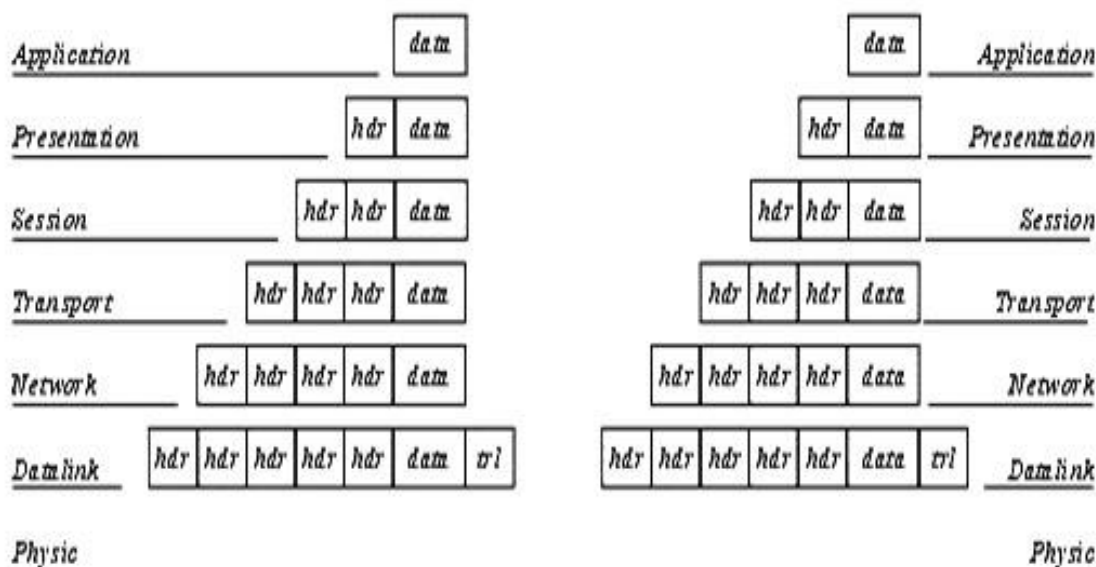 Application data data Application
Presentation hdr data hdr data Presentation
Session hdr hdr data hdr hdr data Session
Transport hdr hdr hdr data hdr hdr hdr data Transport
Network hdr hdr hdr hdr data hdr hdr hdr hdr data Network
Datalink hdr hdr hdr hdr hdr data trl hdr hdr hdr hdr hdr data trl Datalink
Physic Physic